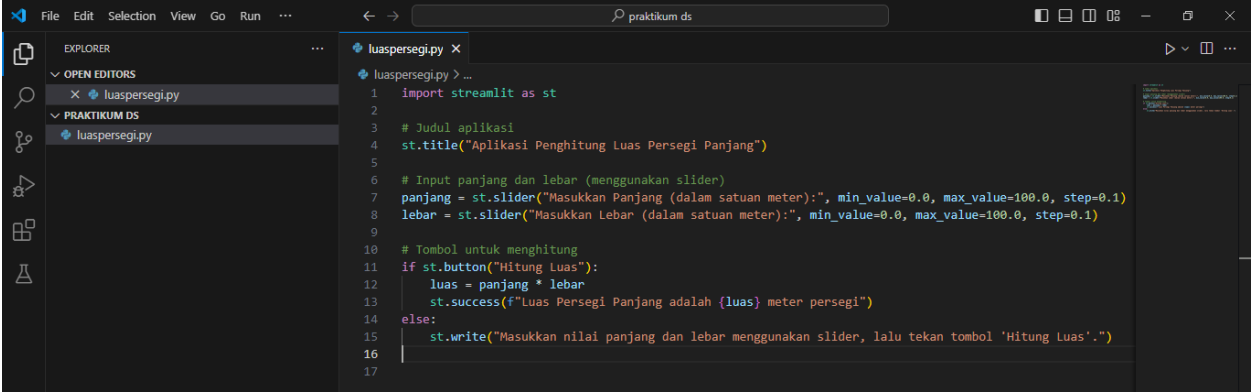 File Edit Selection View Go Run ...
praktikum ds
EXPLORER ...
OPEN EDITORS
luaspersegi.py
PRAKTIKUM DS
luaspersegi.py
luaspersegi.py
luaspersegi.py > ...
1 import streamlit as st
2
3 # Judul aplikasi
4 st.title("Aplikasi Penghitung Luas Persegi Panjang")
5
6 # Input panjang dan lebar (menggunakan slider)
7 panjang = st.slider("Masukkan Panjang (dalam satuan meter):", min_value=0.0, max_value=100.0, step=0.1)
8 lebar = st.slider("Masukkan Lebar (dalam satuan meter):", min_value=0.0, max_value=100.0, step=0.1)
9
10 # Tombol untuk menghitung
11 if st.button("Hitung Luas"):
12     luas = panjang * lebar
13     st.success(f"Luas Persegi Panjang adalah {luas} meter persegi")
14 else:
15     st.write("Masukkan nilai panjang dan lebar menggunakan slider, lalu tekan tombol 'Hitung Luas'.")
16
17